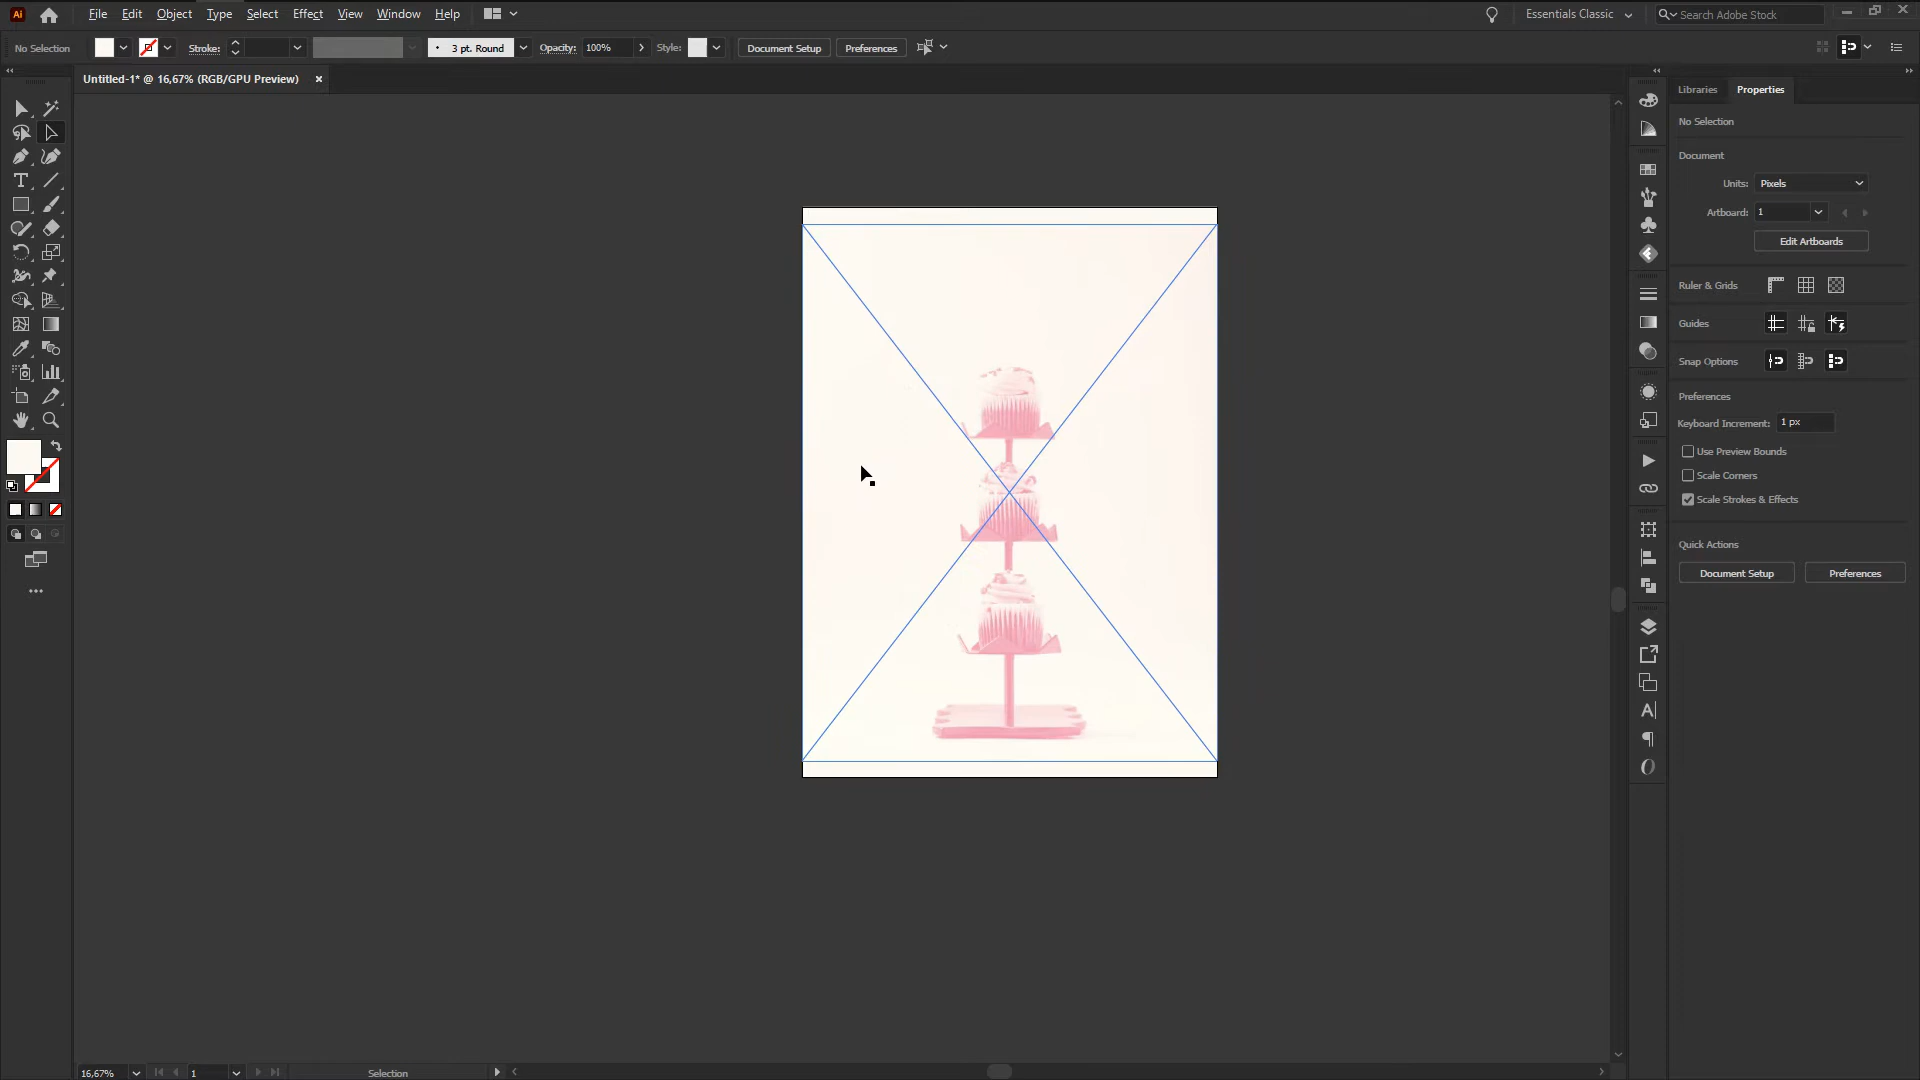 Ai File Edit Object Type Select Effect View Window Help Essentials Classic Search Adobe Stock
No Selection Stroke: 3 pt. Round Opacity: 100% Style: Document Setup Preferences
Untitled-1* @ 16,67% (RGB/GPU Preview)
Libraries Properties
No Selection
Document
Units: Pixels
Artboard: 1
Edit Artboards
Ruler & Grids
Guides
Snap Options
Preferences
Keyboard Increment: 1 px
Use Preview Bounds
Scale Corners
Scale Strokes & Effects
Quick Actions
Document Setup Preferences
16,67% 1 Selection